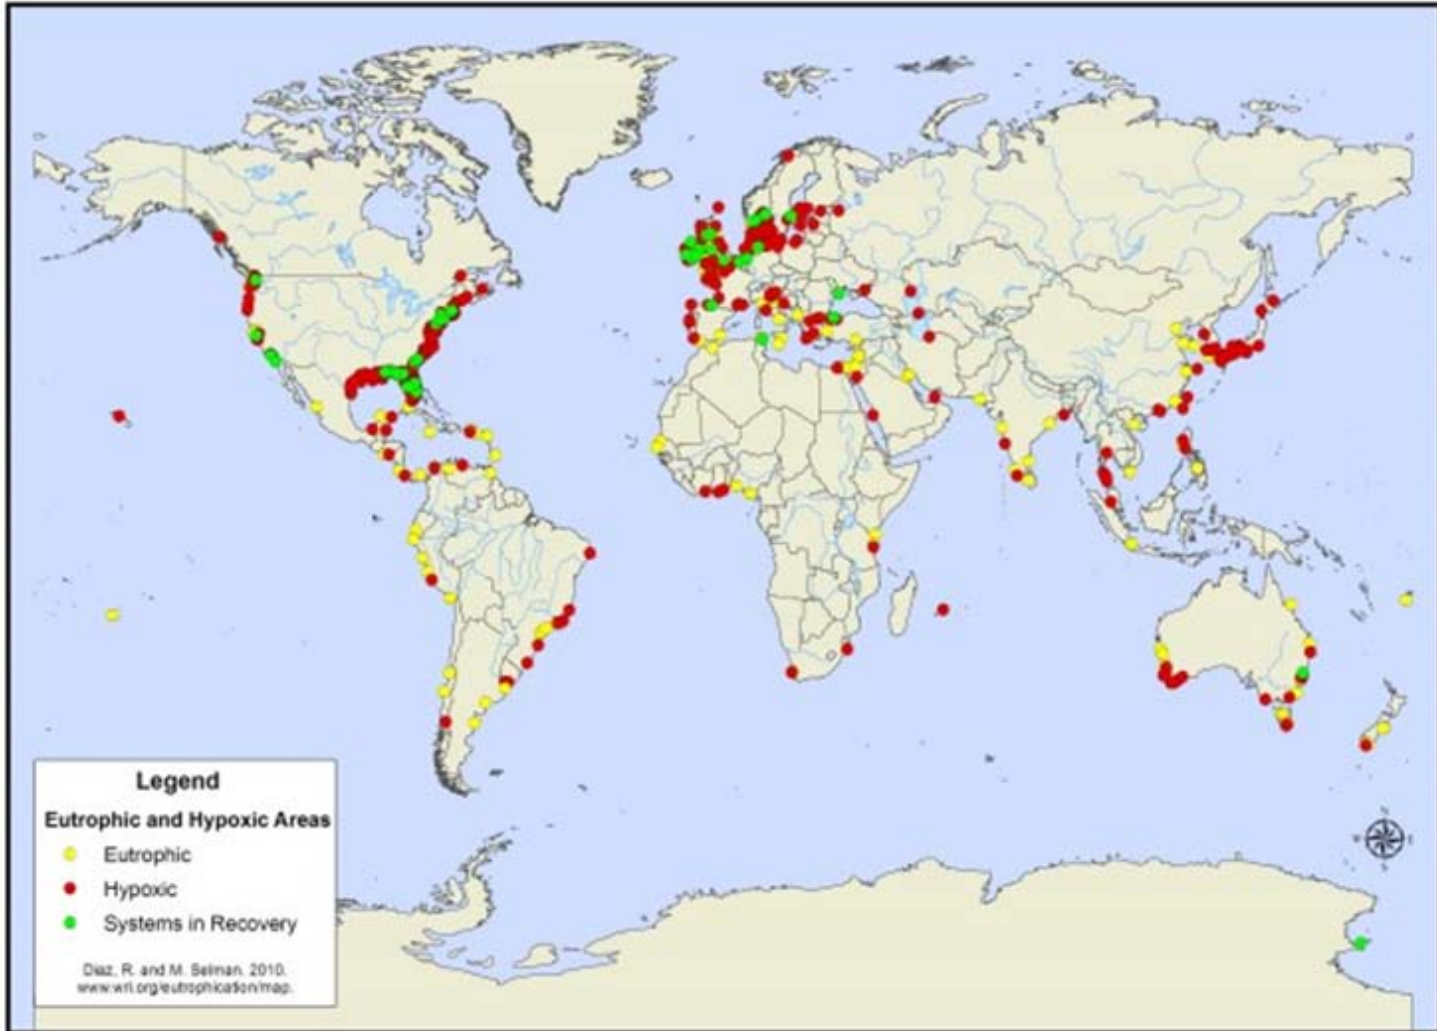 Legend
Eutrophic and Hypoxic Areas
Eutrophic
Hypoxic
Systems in Recovery
Diaz, R. and M. Selman. 2010.
www.wri.org/eutrophication/map.